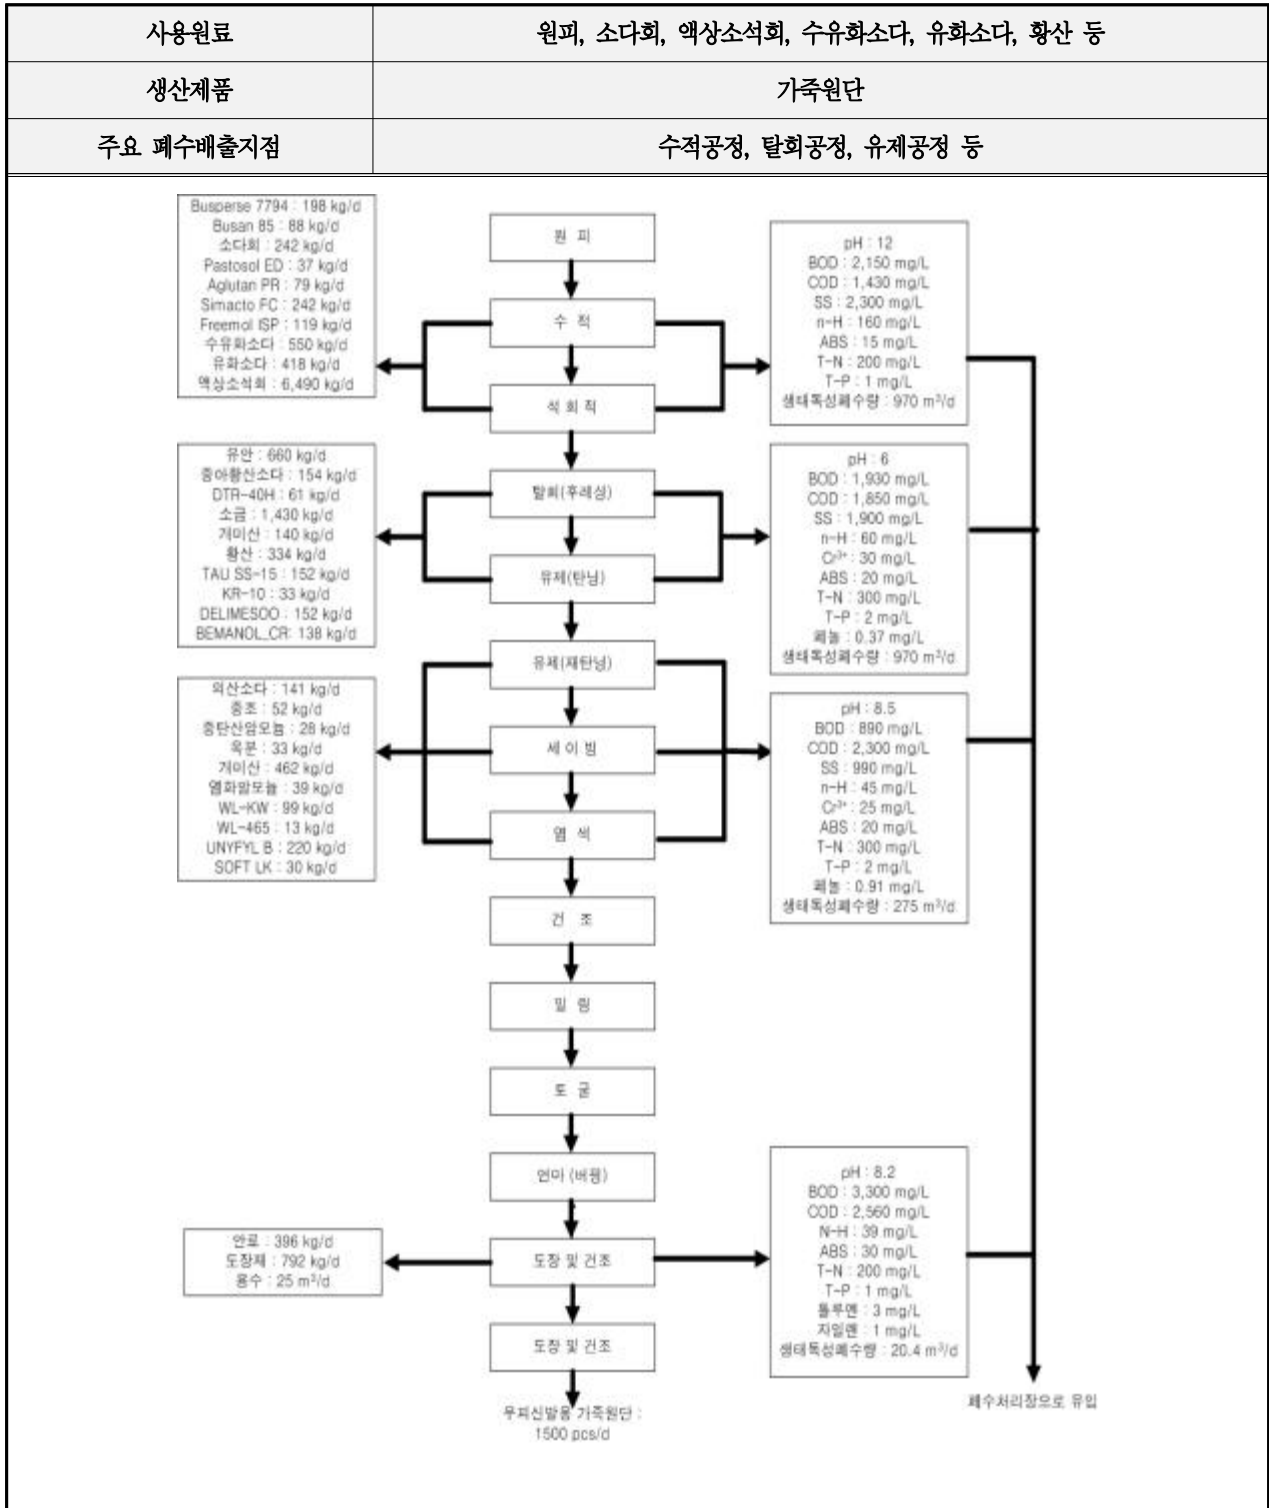 사용원료 원피, 소다회, 액상소석회, 수유화소다, 유화소다, 황산 등
생산제품 가죽원단
주요 폐수배출지점 수적공정, 탈회공정, 유제공정 등
Busperse 7794 : 198 kg/d
Busan 85 : 88 kg/d
소다회 : 242 kg/d
Pastosol ED : 37 kg/d
Aglutan PR : 79 kg/d
Simacto FC : 242 kg/d
Freemol ISP : 119 kg/d
수유화소다 : 550 kg/d
유화소다 : 418 kg/d
액상소석회 : 6,490 kg/d
원 피
수 적
석 회 적
pH : 12
BOD : 2,150 mg/L
COD : 1,430 mg/L
SS : 2,300 mg/L
n-H : 160 mg/L
ABS : 15 mg/L
T-N : 200 mg/L
T-P : 1 mg/L
생태독성폐수량 : 970 m³/d
유안 : 660 kg/d
중아황산소다 : 154 kg/d
DTR-40H : 61 kg/d
소금 : 1,430 kg/d
개미산 : 140 kg/d
황산 : 334 kg/d
TAU SS-15 : 152 kg/d
KR-10 : 33 kg/d
DELIMESOO : 152 kg/d
BEMANOL_CR: 138 kg/d
탈회(후레싱)
유제(탄닝)
pH : 6
BOD : 1,930 mg/L
COD : 1,850 mg/L
SS : 1,900 mg/L
n-H : 60 mg/L
Cr³⁺ : 30 mg/L
ABS : 20 mg/L
T-N : 300 mg/L
T-P : 2 mg/L
페놀 : 0.37 mg/L
생태독성폐수량 : 970 m³/d
의산소다 : 141 kg/d
중조 : 52 kg/d
중탄산암모늄 : 28 kg/d
옥분 : 33 kg/d
개미산 : 462 kg/d
염화암모늄 : 39 kg/d
WL-KW : 99 kg/d
WL-465 : 13 kg/d
UNYFYL B : 220 kg/d
SOFT LK : 30 kg/d
유제(재탄닝)
세 이 빙
염 색
pH : 8.5
BOD : 890 mg/L
COD : 2,300 mg/L
SS : 990 mg/L
n-H : 45 mg/L
Cr³⁺ : 25 mg/L
ABS : 20 mg/L
T-N : 300 mg/L
T-P : 2 mg/L
페놀 : 0.91 mg/L
생태독성폐수량 : 275 m³/d
건 조
밀 링
토 굴
연마 (버핑)
안료 : 396 kg/d
도장제 : 792 kg/d
용수 : 25 m³/d
도장 및 건조
도장 및 건조
pH : 8.2
BOD : 3,300 mg/L
COD : 2,560 mg/L
N-H : 39 mg/L
ABS : 30 mg/L
T-N : 200 mg/L
T-P : 1 mg/L
톨루엔 : 3 mg/L
자일렌 : 1 mg/L
생태독성폐수량 : 20.4 m³/d
폐수처리장으로 유입
우피신발용 가죽원단 :
1500 pcs/d